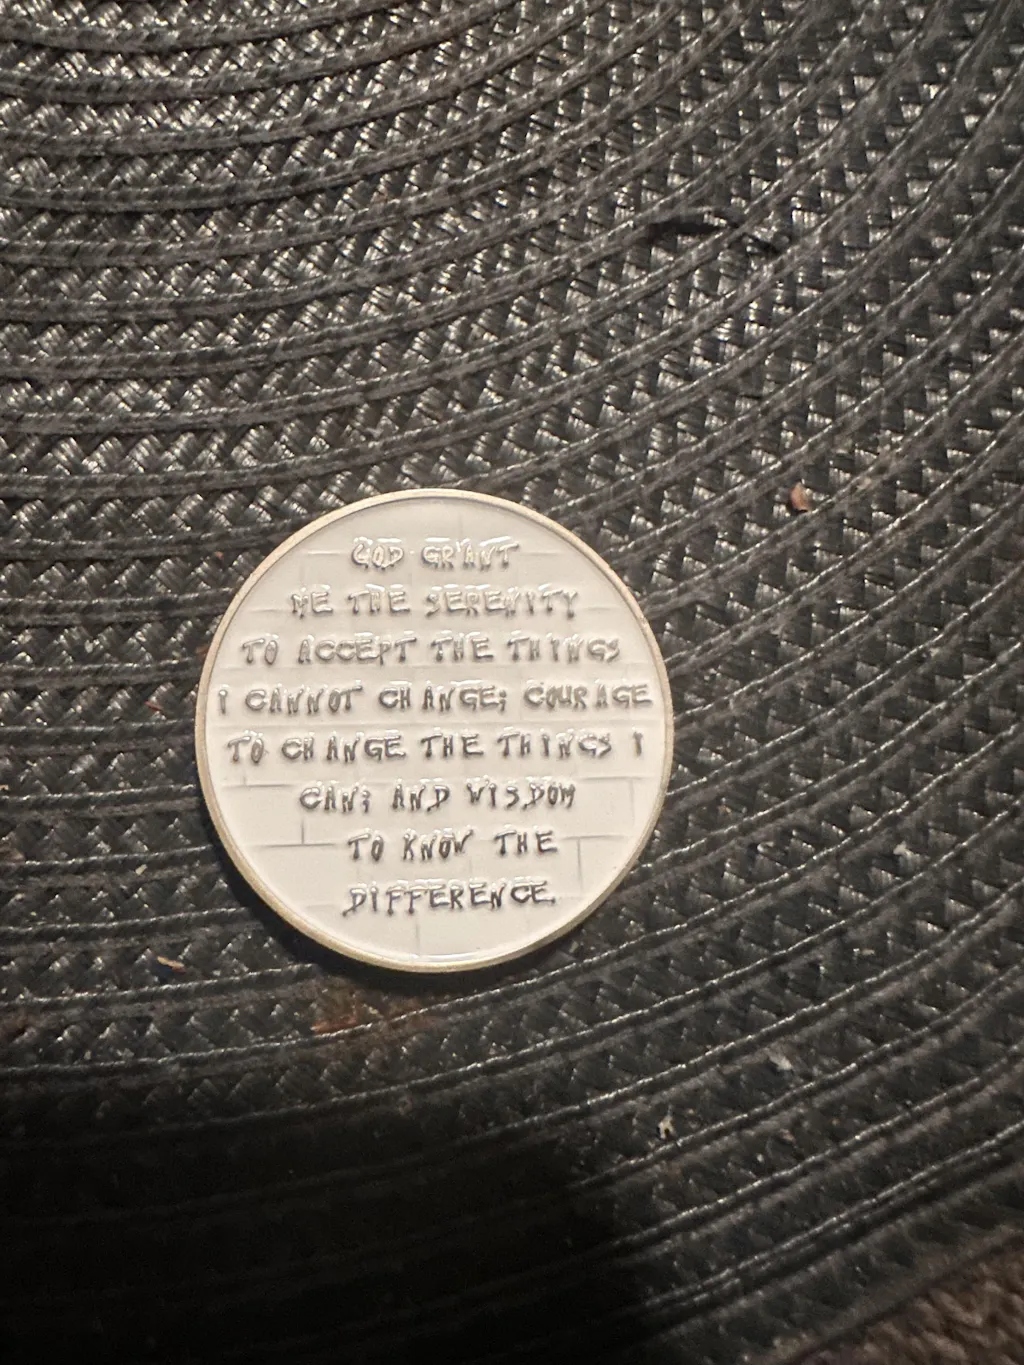 GOD GRANT
ME THE SERENITY
TO ACCEPT THE THINGS
I CANNOT CHANGE; COURAGE
TO CHANGE THE THINGS I
CAN; AND WISDOM
TO KNOW THE
DIFFERENCE.